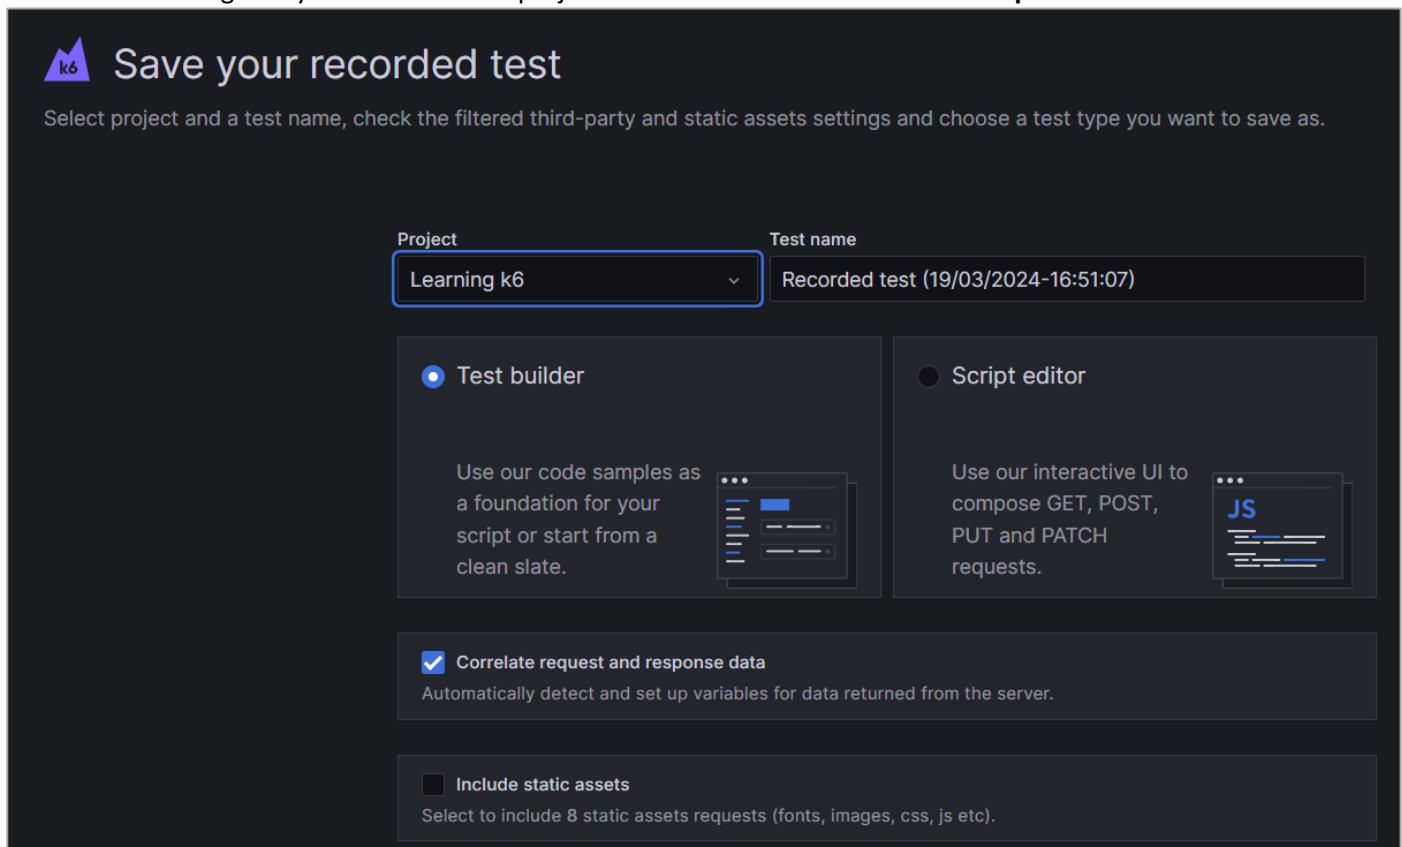 k6
Save your recorded test
Select project and a test name, check the filtered third-party and static assets settings and choose a test type you want to save as.
Project
Test name
Learning k6
Recorded test (19/03/2024-16:51:07)
Test builder
Use our code samples as
a foundation for your
script or start from a
clean slate.
Script editor
Use our interactive UI to
compose GET, POST,
PUT and PATCH
requests.
JS
Correlate request and response data
Automatically detect and set up variables for data returned from the server.
Include static assets
Select to include 8 static assets requests (fonts, images, css, js etc).